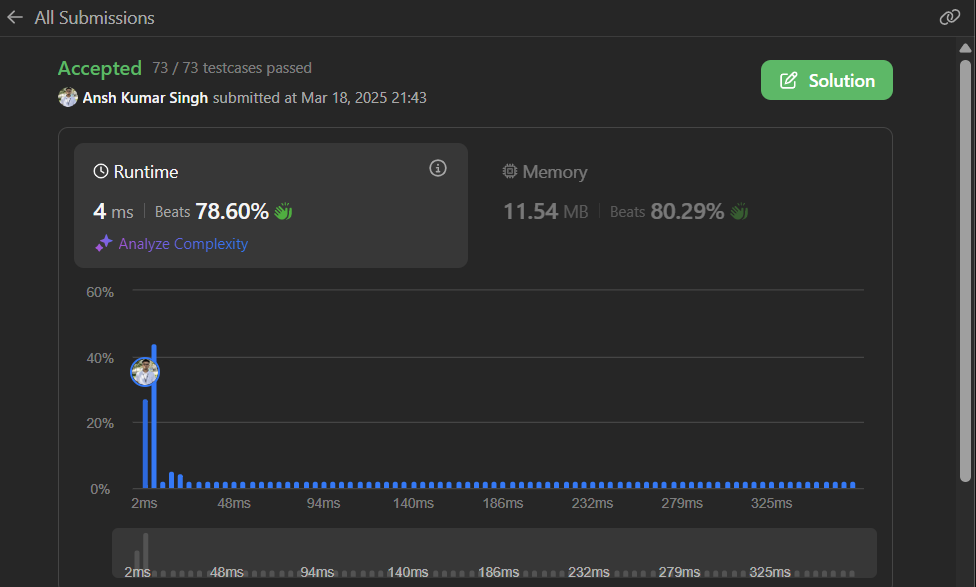 All Submissions
Accepted 73 / 73 testcases passed
Ansh Kumar Singh submitted at Mar 18, 2025 21:43
Solution
Runtime
4 ms Beats 78.60%
Analyze Complexity
Memory
11.54 MB Beats 80.29%
60%
40%
20%
0%
2ms 48ms 94ms 140ms 186ms 232ms 279ms 325ms
2ms 48ms 94ms 140ms 186ms 232ms 279ms 325ms